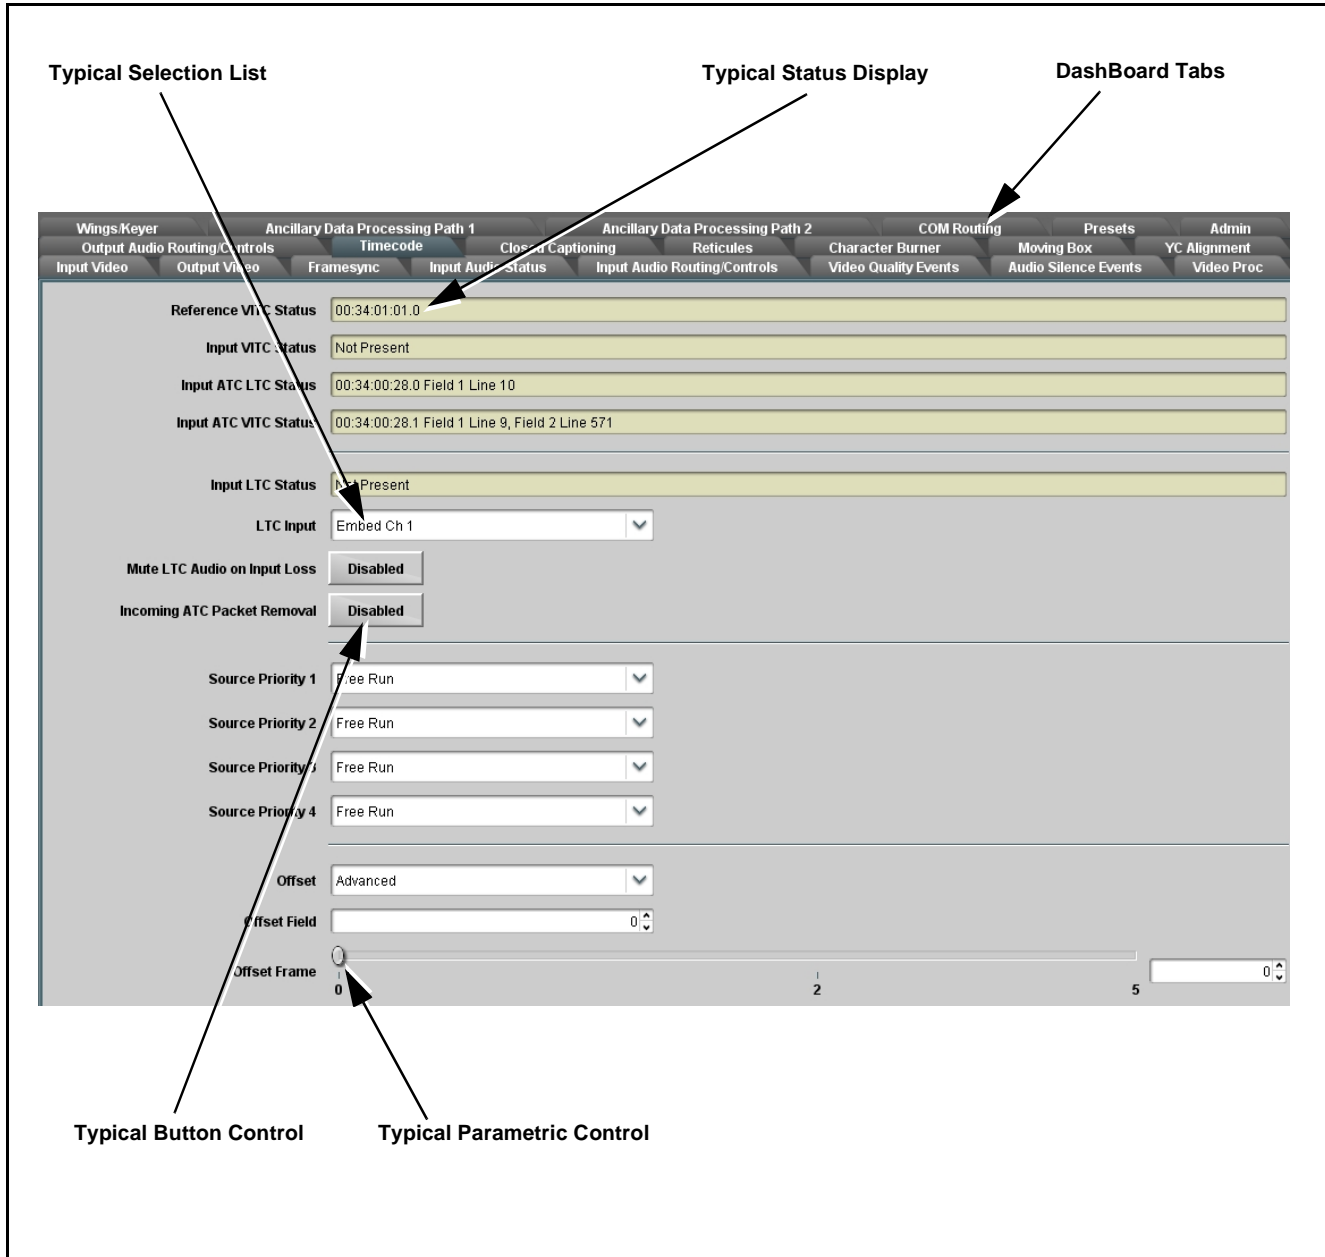 Typical Selection List
Typical Status Display
DashBoard Tabs
Wings/Keyer Ancillary Data Processing Path 1 Ancillary Data Processing Path 2 COM Routing Presets Admin
Output Audio Routing/Controls Timecode Closed Captioning Reticules Character Burner Moving Box YC Alignment
Input Video Output Video Framesync Input Audio Status Input Audio Routing/Controls Video Quality Events Audio Silence Events Video Proc
Reference VITC Status 00:34:01:01.0
Input VITC Status Not Present
Input ATC LTC Status 00:34:00:28.0 Field 1 Line 10
Input ATC VITC Status 00:34:00:28.1 Field 1 Line 9, Field 2 Line 571
Input LTC Status Not Present
LTC Input Embed Ch 1
Mute LTC Audio on Input Loss Disabled
Incoming ATC Packet Removal Disabled
Source Priority 1 Free Run
Source Priority 2 Free Run
Source Priority 3 Free Run
Source Priority 4 Free Run
Offset Advanced
Offset Field 0
Offset Frame 0
0 2 5
Typical Button Control
Typical Parametric Control